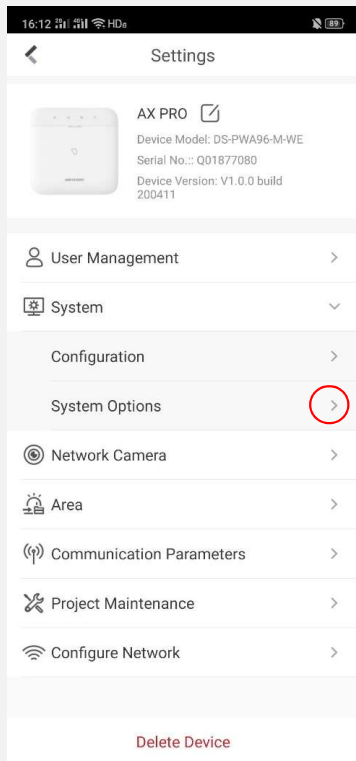 16:12 HD
89
Settings
AX PRO
Device Model: DS-PWA96-M-WE
Serial No.:: Q01877080
Device Version: V1.0.0 build
200411
User Management
System
Configuration
System Options
Network Camera
Area
Communication Parameters
Project Maintenance
Configure Network
Delete Device